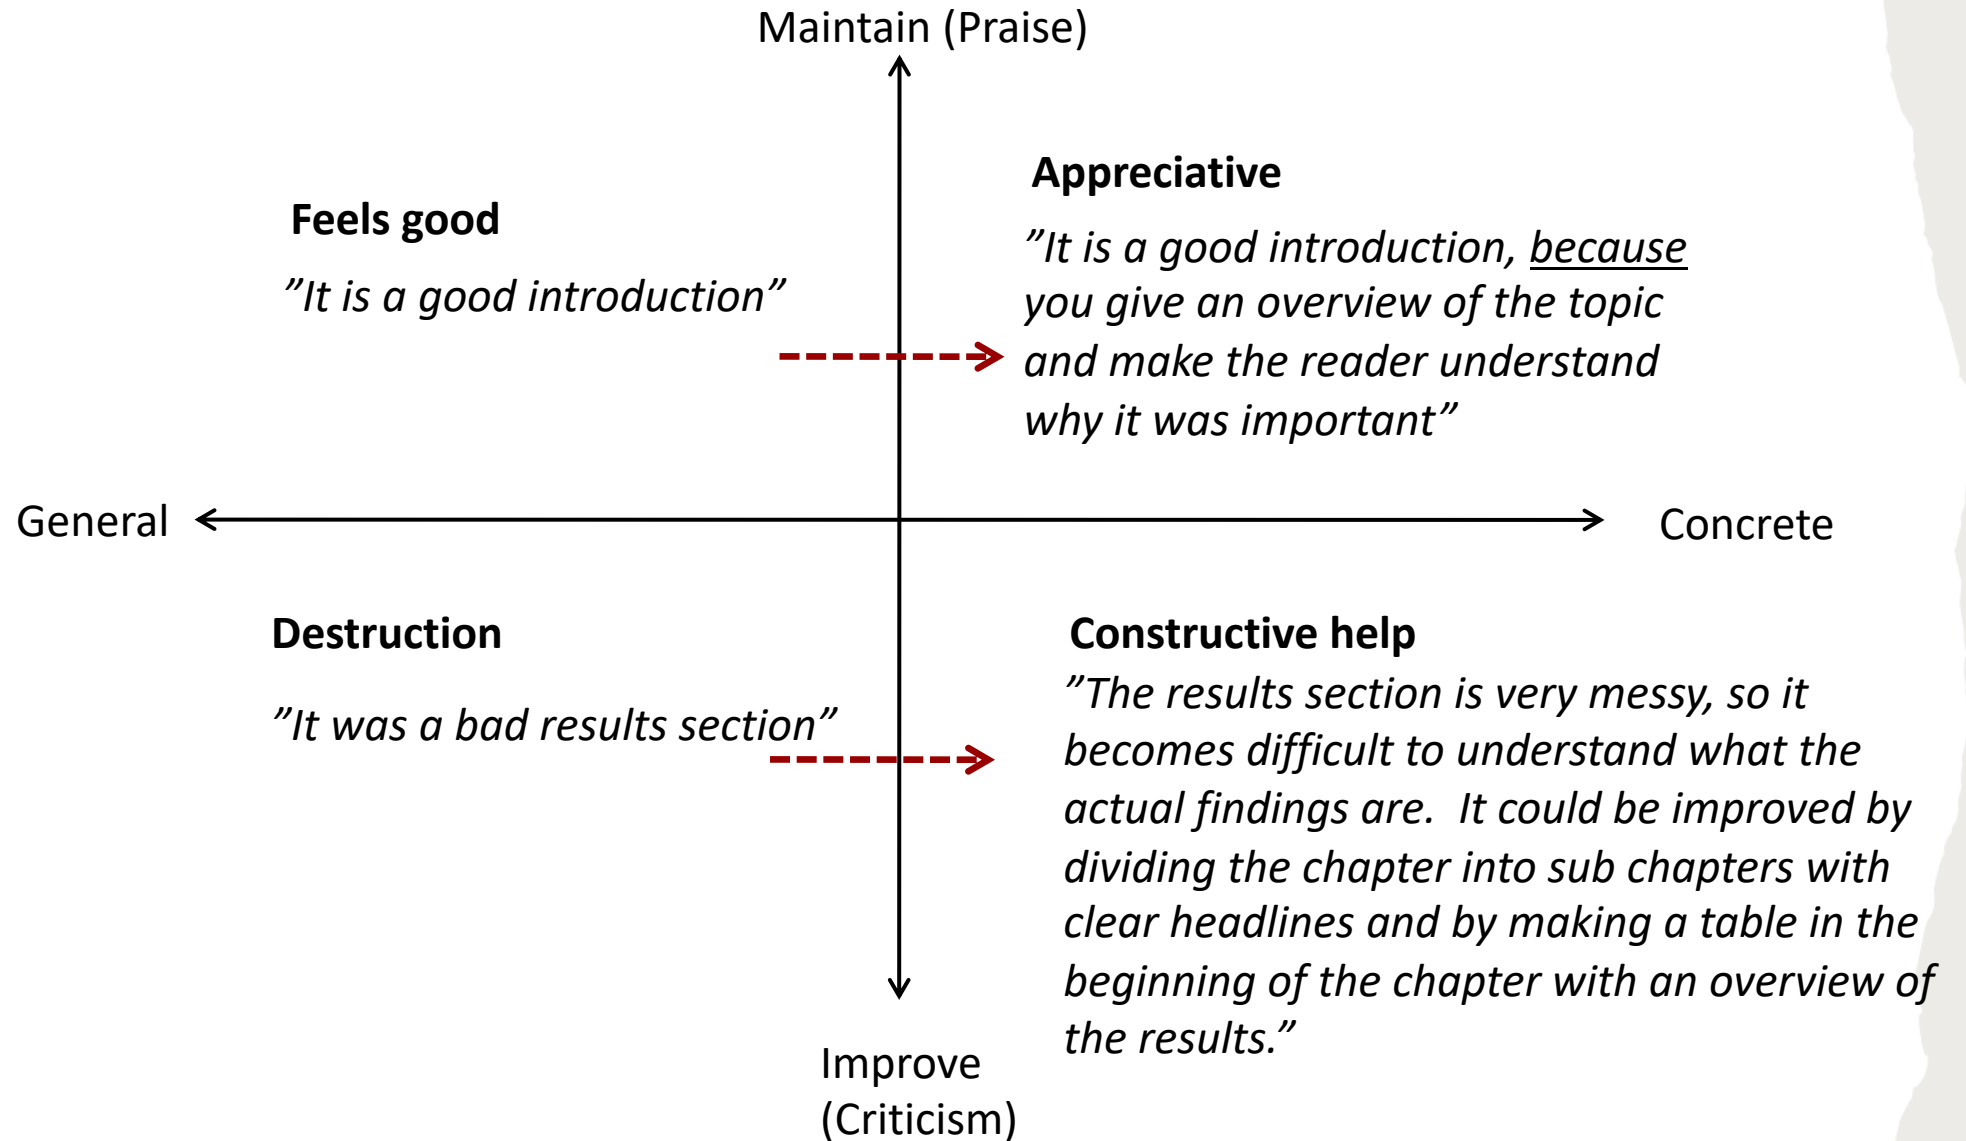 Maintain (Praise)
Feels good
”It is a good introduction”
Appreciative
”It is a good introduction, because
you give an overview of the topic
and make the reader understand
why it was important”
General
Concrete
Destruction
”It was a bad results section”
Constructive help
”The results section is very messy, so it
becomes difficult to understand what the
actual findings are.  It could be improved by
dividing the chapter into sub chapters with
clear headlines and by making a table in the
beginning of the chapter with an overview of
the results.”
Improve
(Criticism)